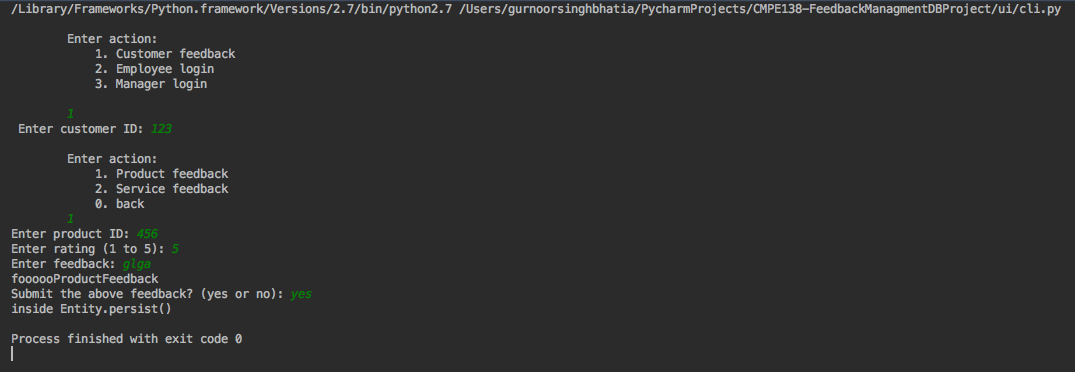 /Library/Frameworks/Python.framework/Versions/2.7/bin/python2.7 /Users/gurnoorsinghbhatia/PycharmProjects/CMPE138-FeedbackManagmentDBProject/ui/cli.py
Enter action:
1. Customer feedback
2. Employee login
3. Manager login
1
Enter customer ID: 123
Enter action:
1. Product feedback
2. Service feedback
0. back
1
Enter product ID: 456
Enter rating (1 to 5): 5
Enter feedback: glga
foooooProductFeedback
Submit the above feedback? (yes or no): yes
inside Entity.persist()
Process finished with exit code 0